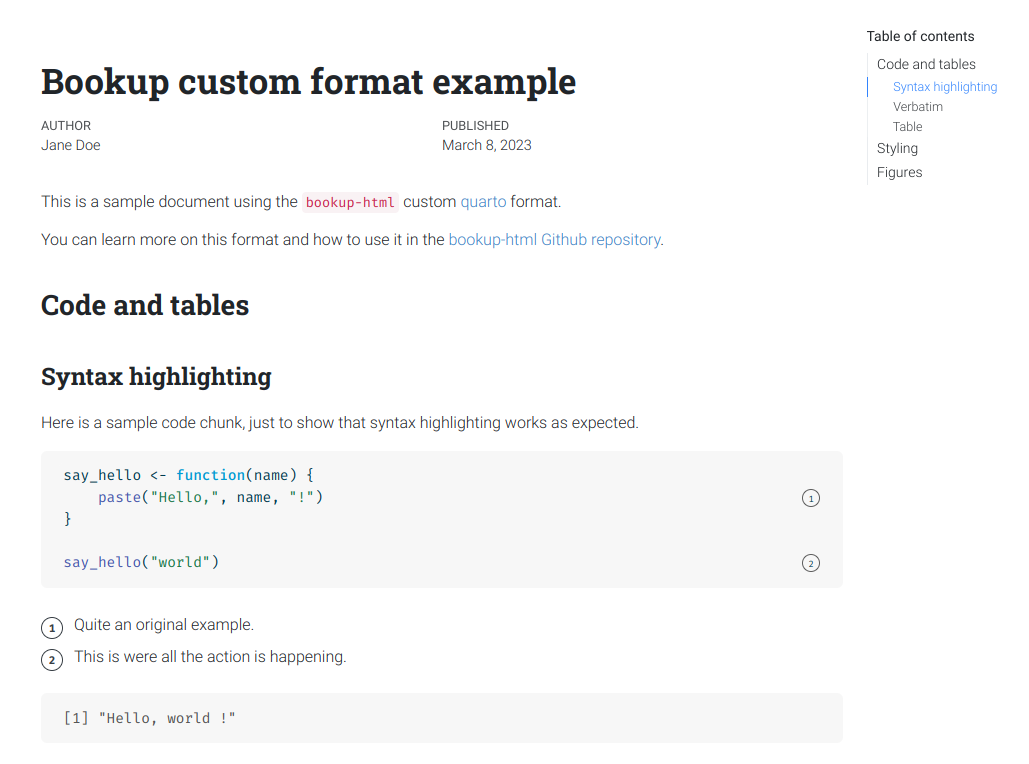 Bookup custom format example
AUTHOR
Jane Doe
PUBLISHED
March 8, 2023
This is a sample document using the bookup-html custom quarto format.
You can learn more on this format and how to use it in the bookup-html Github repository.
Code and tables
Syntax highlighting
Here is a sample code chunk, just to show that syntax highlighting works as expected.
say_hello <- function(name) {
    paste("Hello,", name, "!") 1
}
say_hello("world") 2
1 Quite an original example.
2 This is were all the action is happening.
[1] "Hello, world !"
Table of contents
Code and tables
Syntax highlighting
Verbatim
Table
Styling
Figures